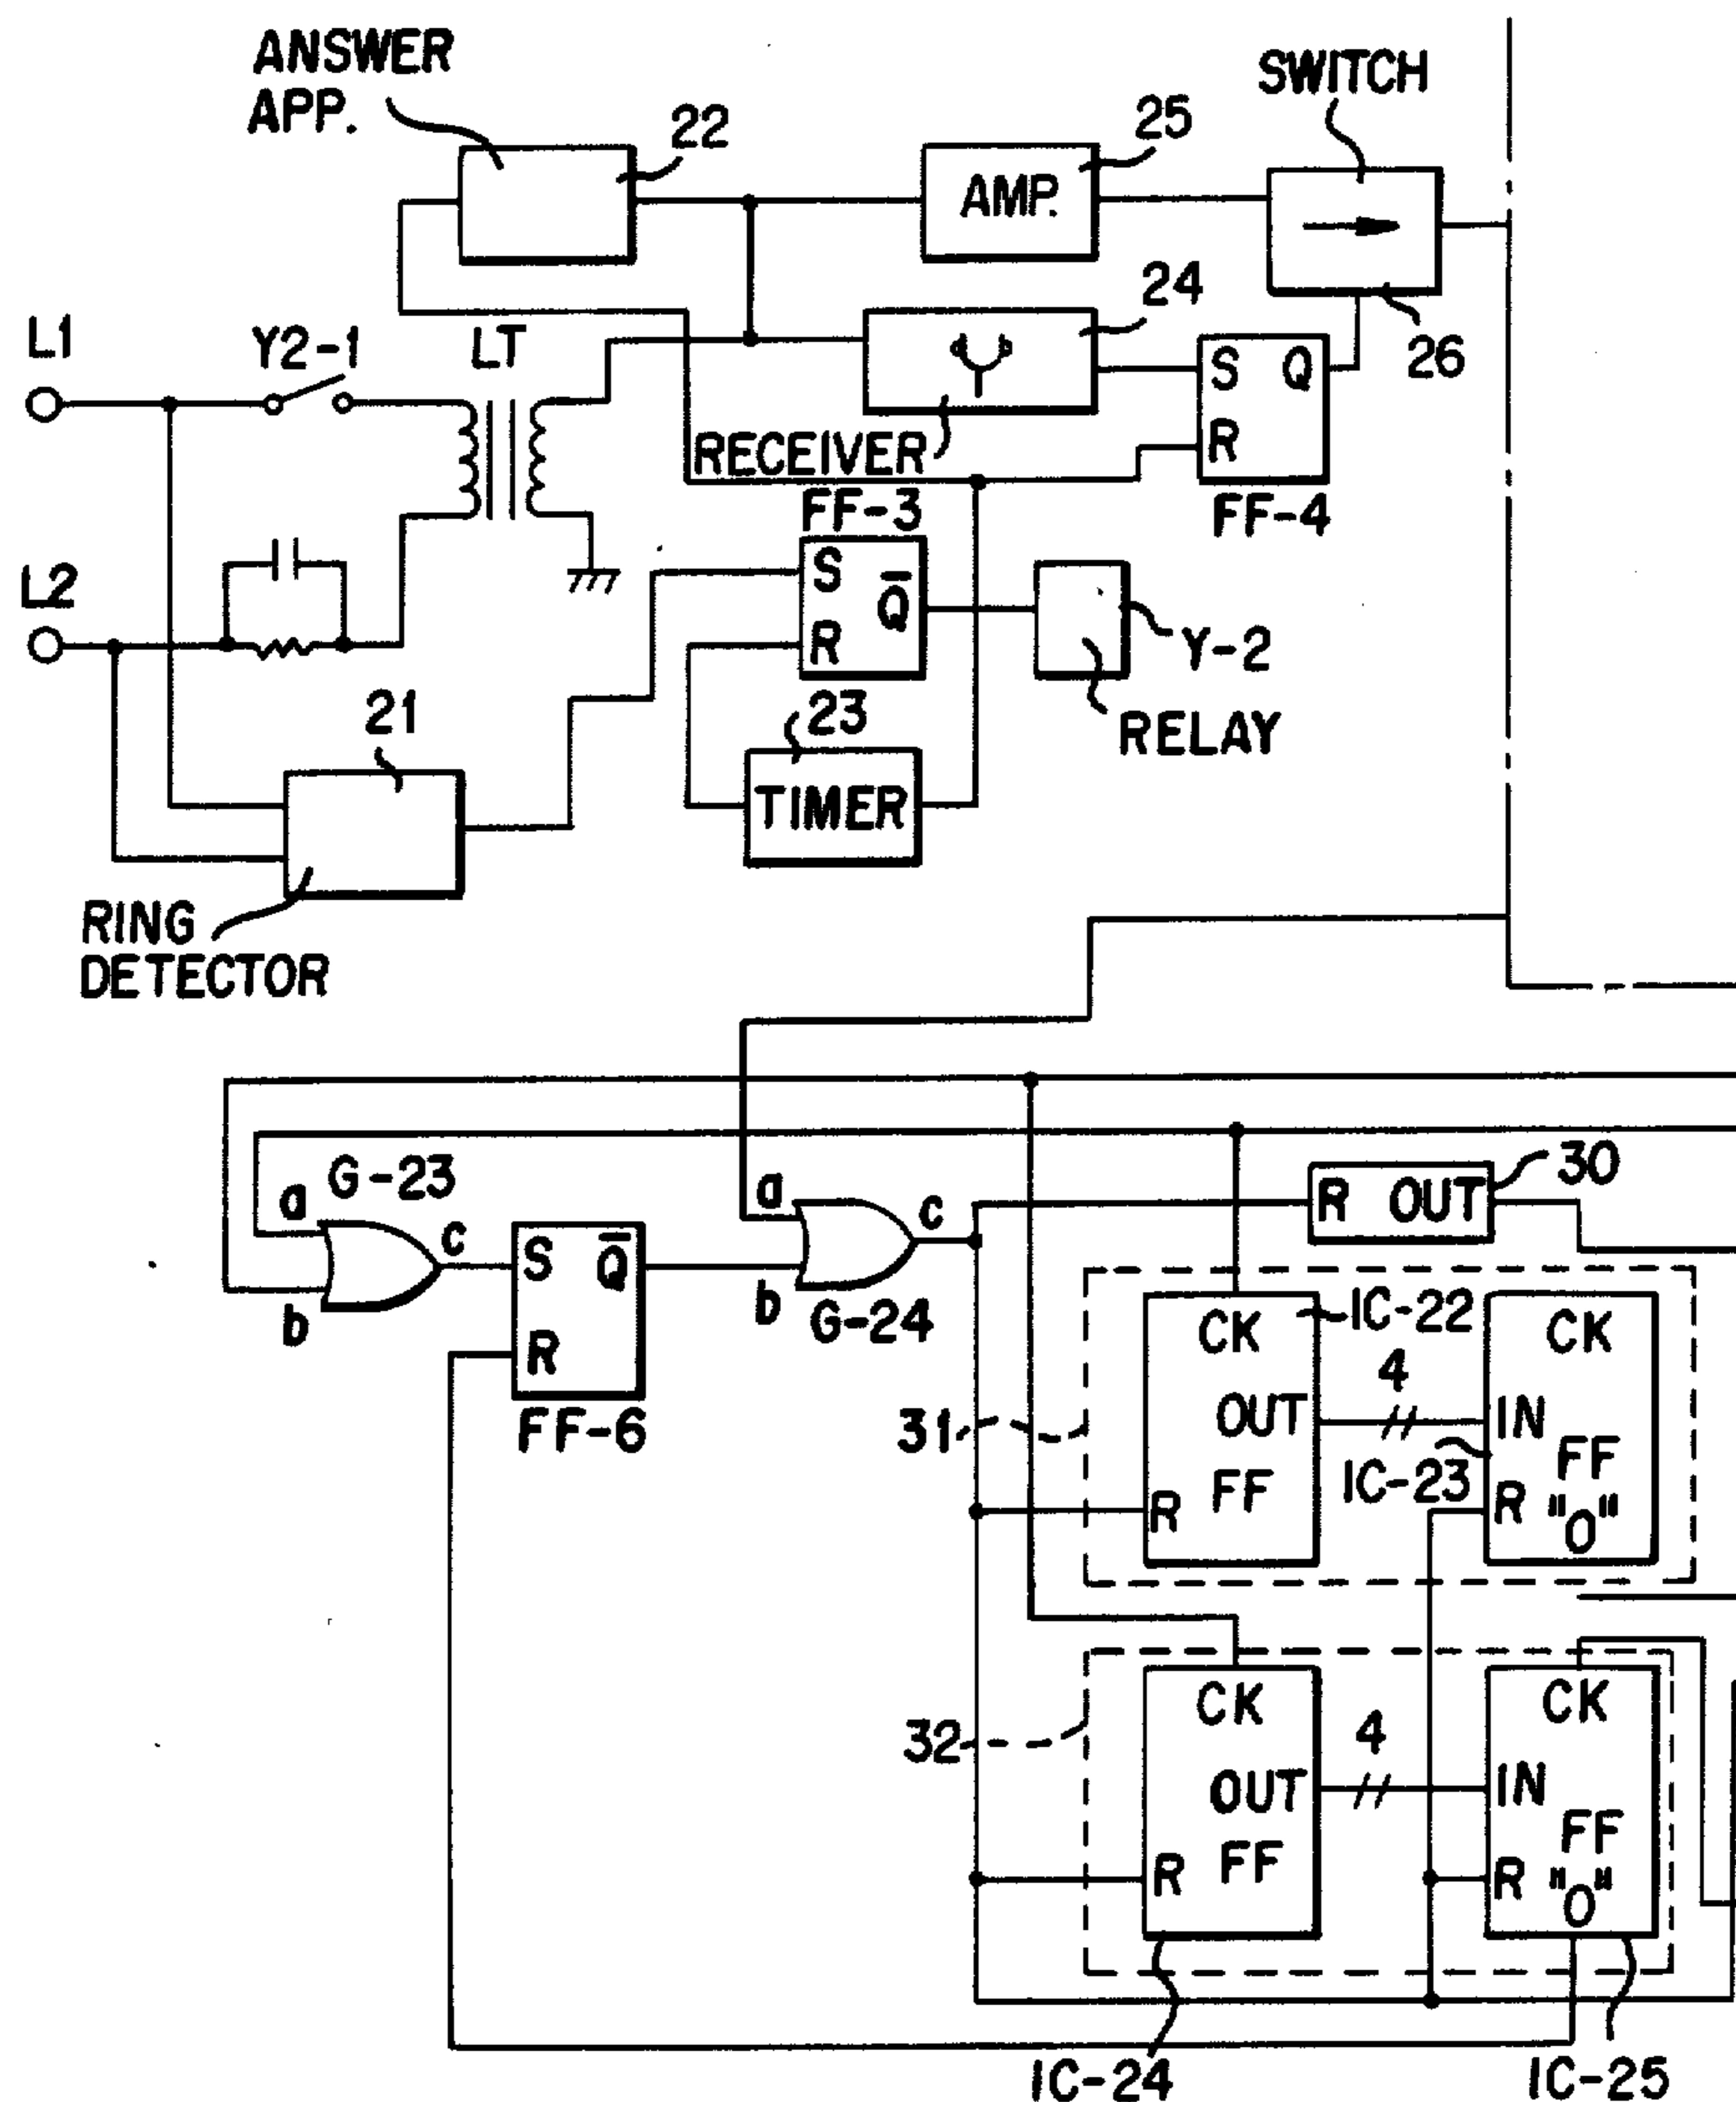 ANSWER
APP.
22
25
SWITCH
AMP.
24
26
L1
Y2-1
LT
S Q
R
RECEIVER
FF-4
FF-3
S
Q
R
L2
Y-2
RELAY
21
23
TIMER
RING
DETECTOR
G-23
a
b
c
a
b
c
G-24
30
R OUT
S Q
R
FF-6
IC-22
CK
OUT
FF
R
4
CK
IN
FF
R "O"
IC-23
31
32
CK
OUT
FF
R
4
CK
IN
FF
R "O"
IC-24
IC-25